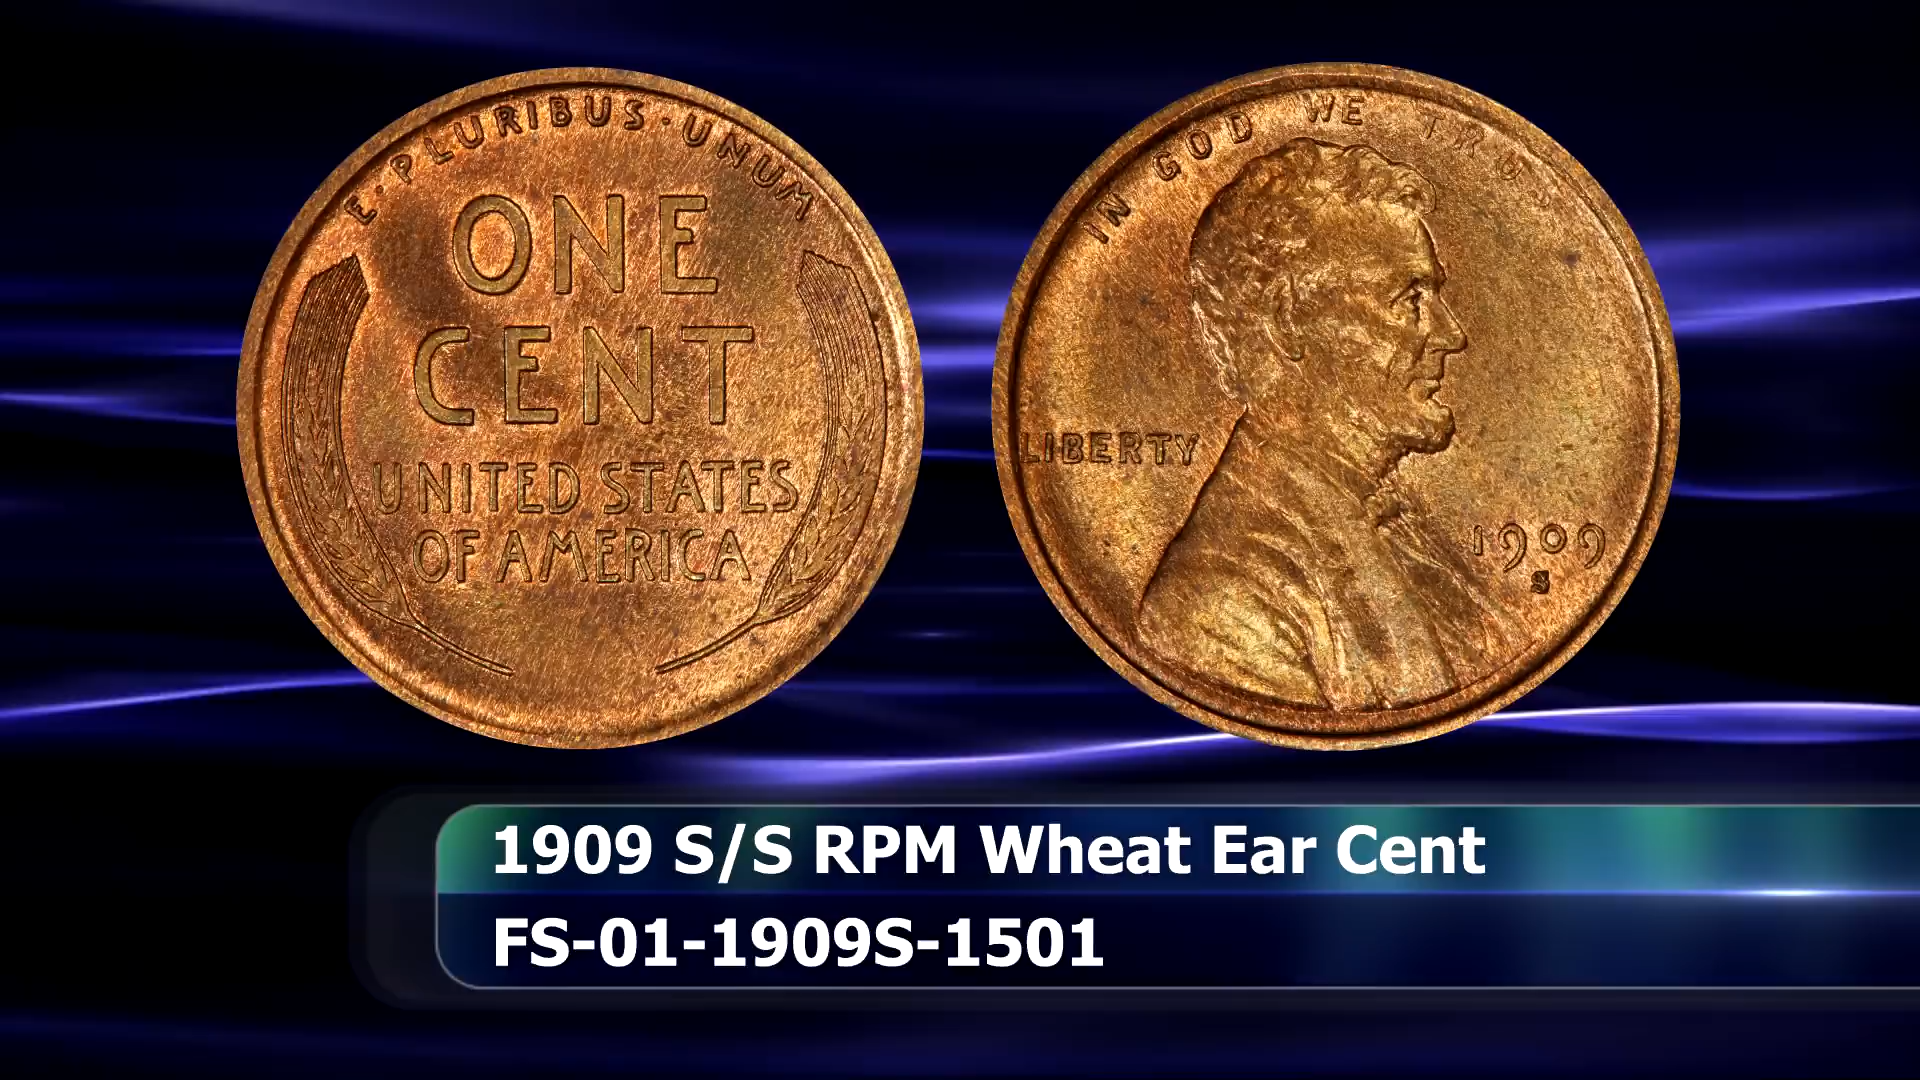 E·PLURIBUS·UNUM
ONE
CENT
UNITED STATES
OF AMERICA
IN GOD WE TRUST
LIBERTY
1909
S
1909 S/S RPM Wheat Ear Cent
FS-01-1909S-1501